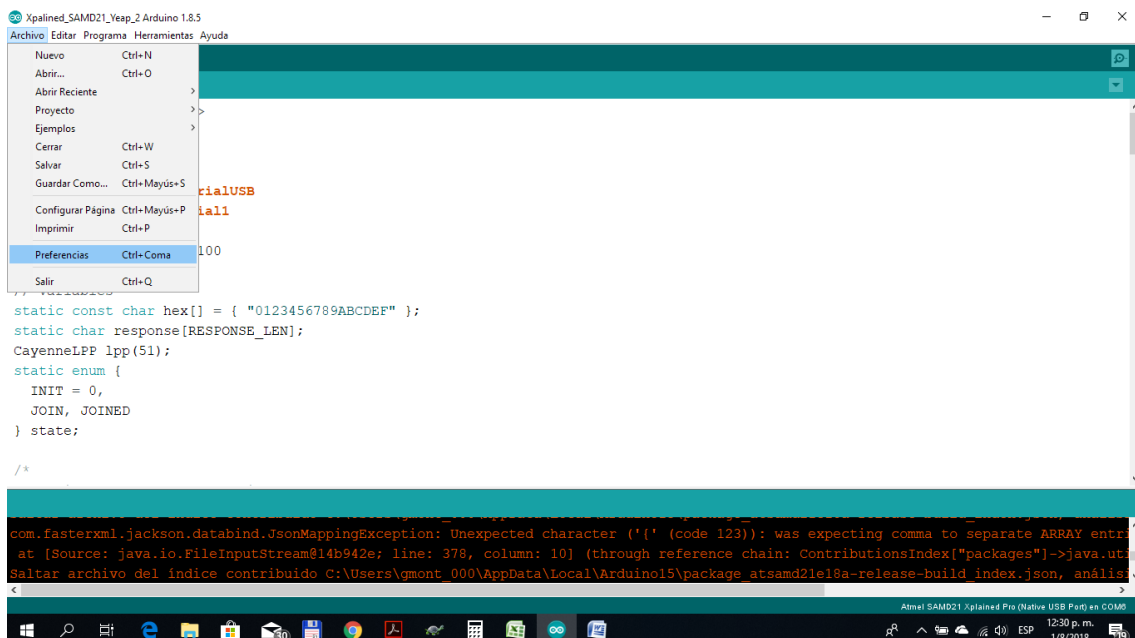 Xpalined_SAMD21_Yeap_2 Arduino 1.8.5
Archivo Editar Programa Herramientas Ayuda
Nuevo Ctrl+N
Abrir... Ctrl+O
Abrir Reciente
Proyecto
Ejemplos
Cerrar Ctrl+W
Salvar Ctrl+S
Guardar Como... Ctrl+Mayús+S
Configurar Página Ctrl+Mayús+P
Imprimir Ctrl+P
Preferencias Ctrl+Coma
Salir Ctrl+Q
>
rialUSB
ial1
100
// Variables
static const char hex[] = { "0123456789ABCDEF" };
static char response[RESPONSE_LEN];
CayenneLPP lpp(51);
static enum {
INIT = 0,
JOIN, JOINED
} state;
/*
com.fasterxml.jackson.databind.JsonMappingException: Unexpected character ('{' (code 123)): was expecting comma to separate ARRAY entri
at [Source: java.io.FileInputStream@14b942e; line: 378, column: 10] (through reference chain: ContributionsIndex["packages"]->java.uti
Saltar archivo del índice contribuido C:\Users\gmont_000\AppData\Local\Arduino15\package_atsamd21e18a-release-build_index.json, análisi
Atmel SAMD21 Xplained Pro (Native USB Port) en COM6
30
ESP
12:30 p. m.
1/8/2018